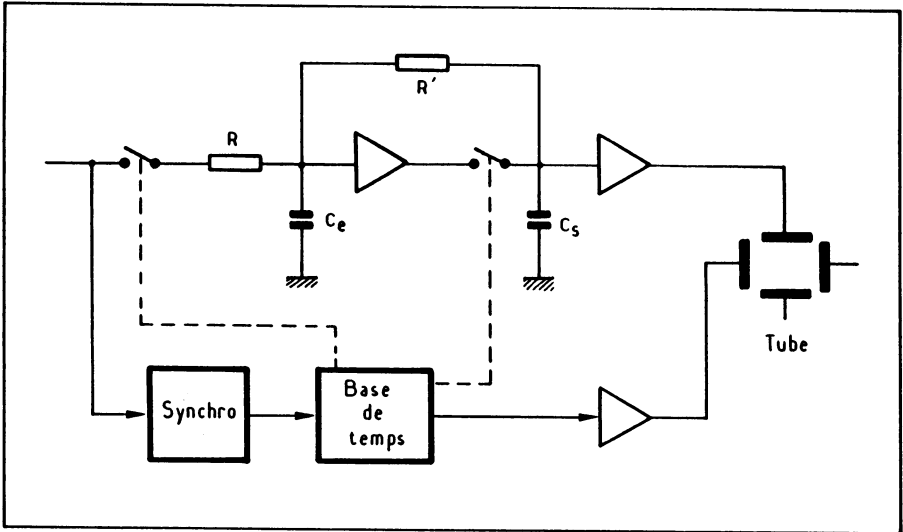 R'
R
Ce
Cs
Tube
Synchro
Base
de
temps